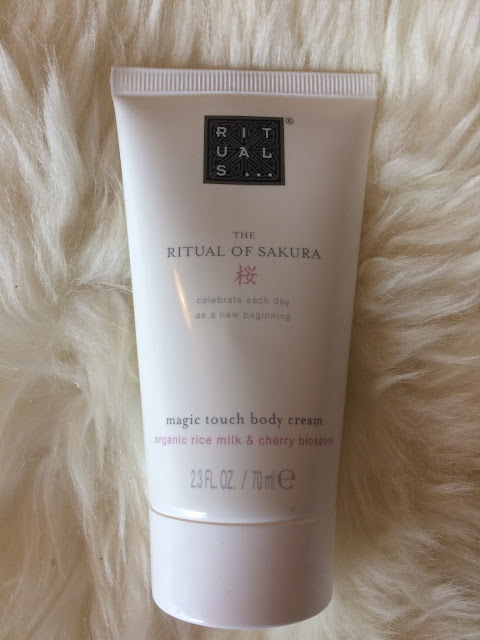 RIT
UAL
S...
®
THE
RITUAL OF SAKURA
桜
celebrate each day
as a new beginning
magic touch body cream
organic rice milk & cherry blossom
2.3 FL. OZ. / 70 ml ℮